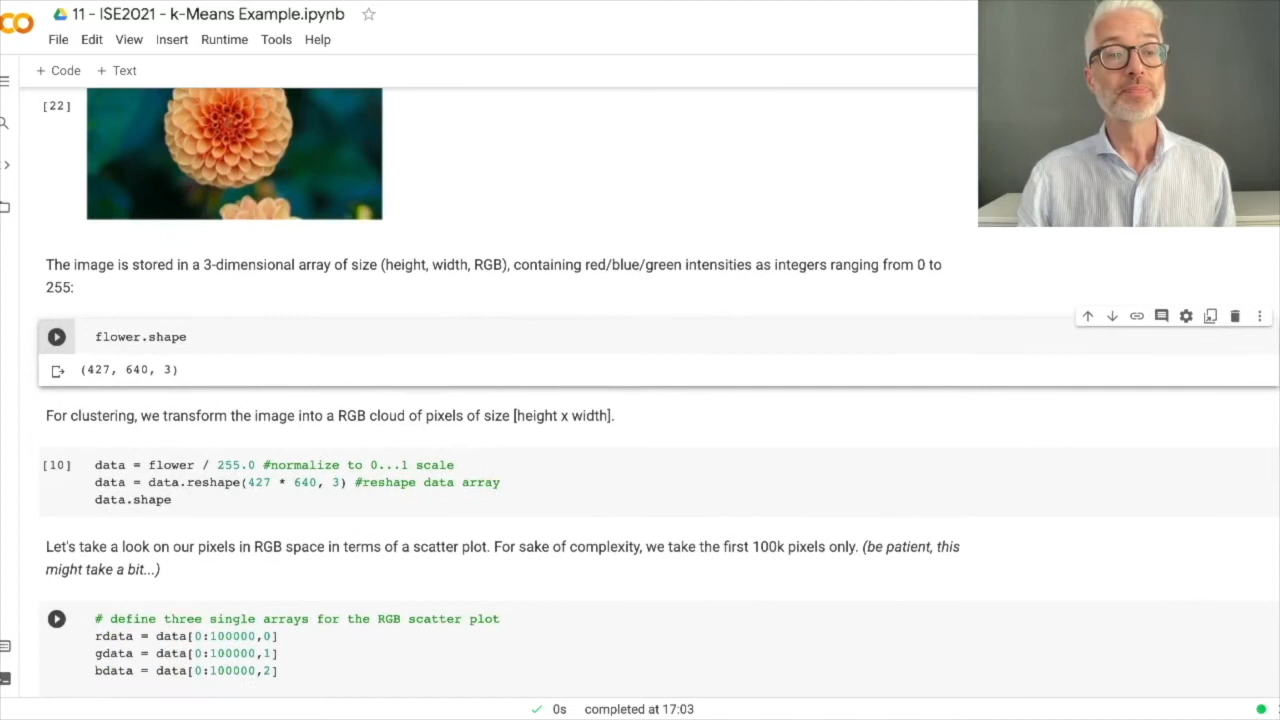 CO
11 - ISE2021 - k-Means Example.ipynb
File Edit View Insert Runtime Tools Help
+ Code + Text
[22]
The image is stored in a 3-dimensional array of size (height, width, RGB), containing red/blue/green intensities as integers ranging from 0 to
255:
flower.shape
(427, 640, 3)
For clustering, we transform the image into a RGB cloud of pixels of size [height x width].
[10]
data = flower / 255.0 #normalize to 0...1 scale
data = data.reshape(427 * 640, 3) #reshape data array
data.shape
Let's take a look on our pixels in RGB space in terms of a scatter plot. For sake of complexity, we take the first 100k pixels only. (be patient, this
might take a bit...)
# define three single arrays for the RGB scatter plot
rdata = data[0:100000,0]
gdata = data[0:100000,1]
bdata = data[0:100000,2]
0s completed at 17:03